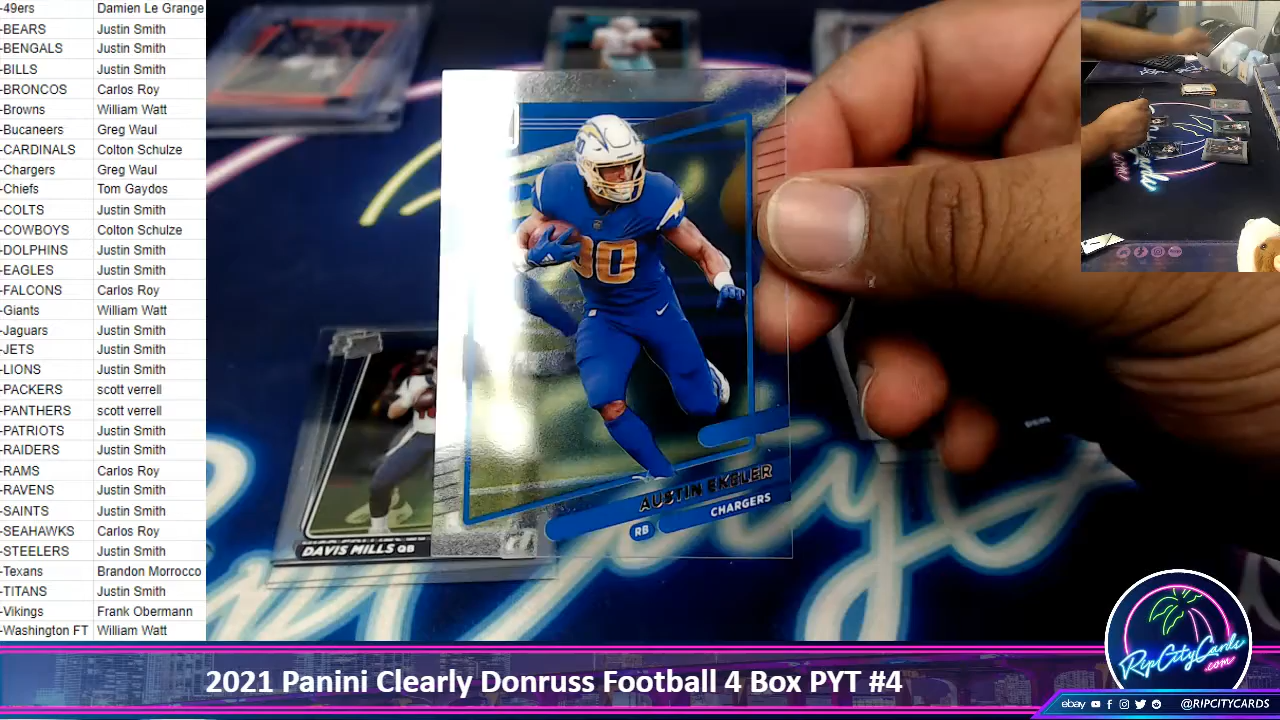 -49ers Damien Le Grange
-BEARS Justin Smith
-BENGALS Justin Smith
-BILLS Justin Smith
-BRONCOS Carlos Roy
-Browns William Watt
-Bucaneers Greg Waul
-CARDINALS Colton Schulze
-Chargers Greg Waul
-Chiefs Tom Gaydos
-COLTS Justin Smith
-COWBOYS Colton Schulze
-DOLPHINS Justin Smith
-EAGLES Justin Smith
-FALCONS Carlos Roy
-Giants William Watt
-Jaguars Justin Smith
-JETS Justin Smith
-LIONS Justin Smith
-PACKERS scott verrell
-PANTHERS scott verrell
-PATRIOTS Justin Smith
-RAIDERS Justin Smith
-RAMS Carlos Roy
-RAVENS Justin Smith
-SAINTS Justin Smith
-SEAHAWKS Carlos Roy
-STEELERS Justin Smith
-Texans Brandon Morrocco
-TITANS Justin Smith
-Vikings Frank Obermann
-Washington FT William Watt
30
AUSTIN EKELER
RB CHARGERS
DAVIS MILLS QB
RipCityCards
.com
2021 Panini Clearly Donruss Football 4 Box PYT #4
ebay @RIPCITYCARDS